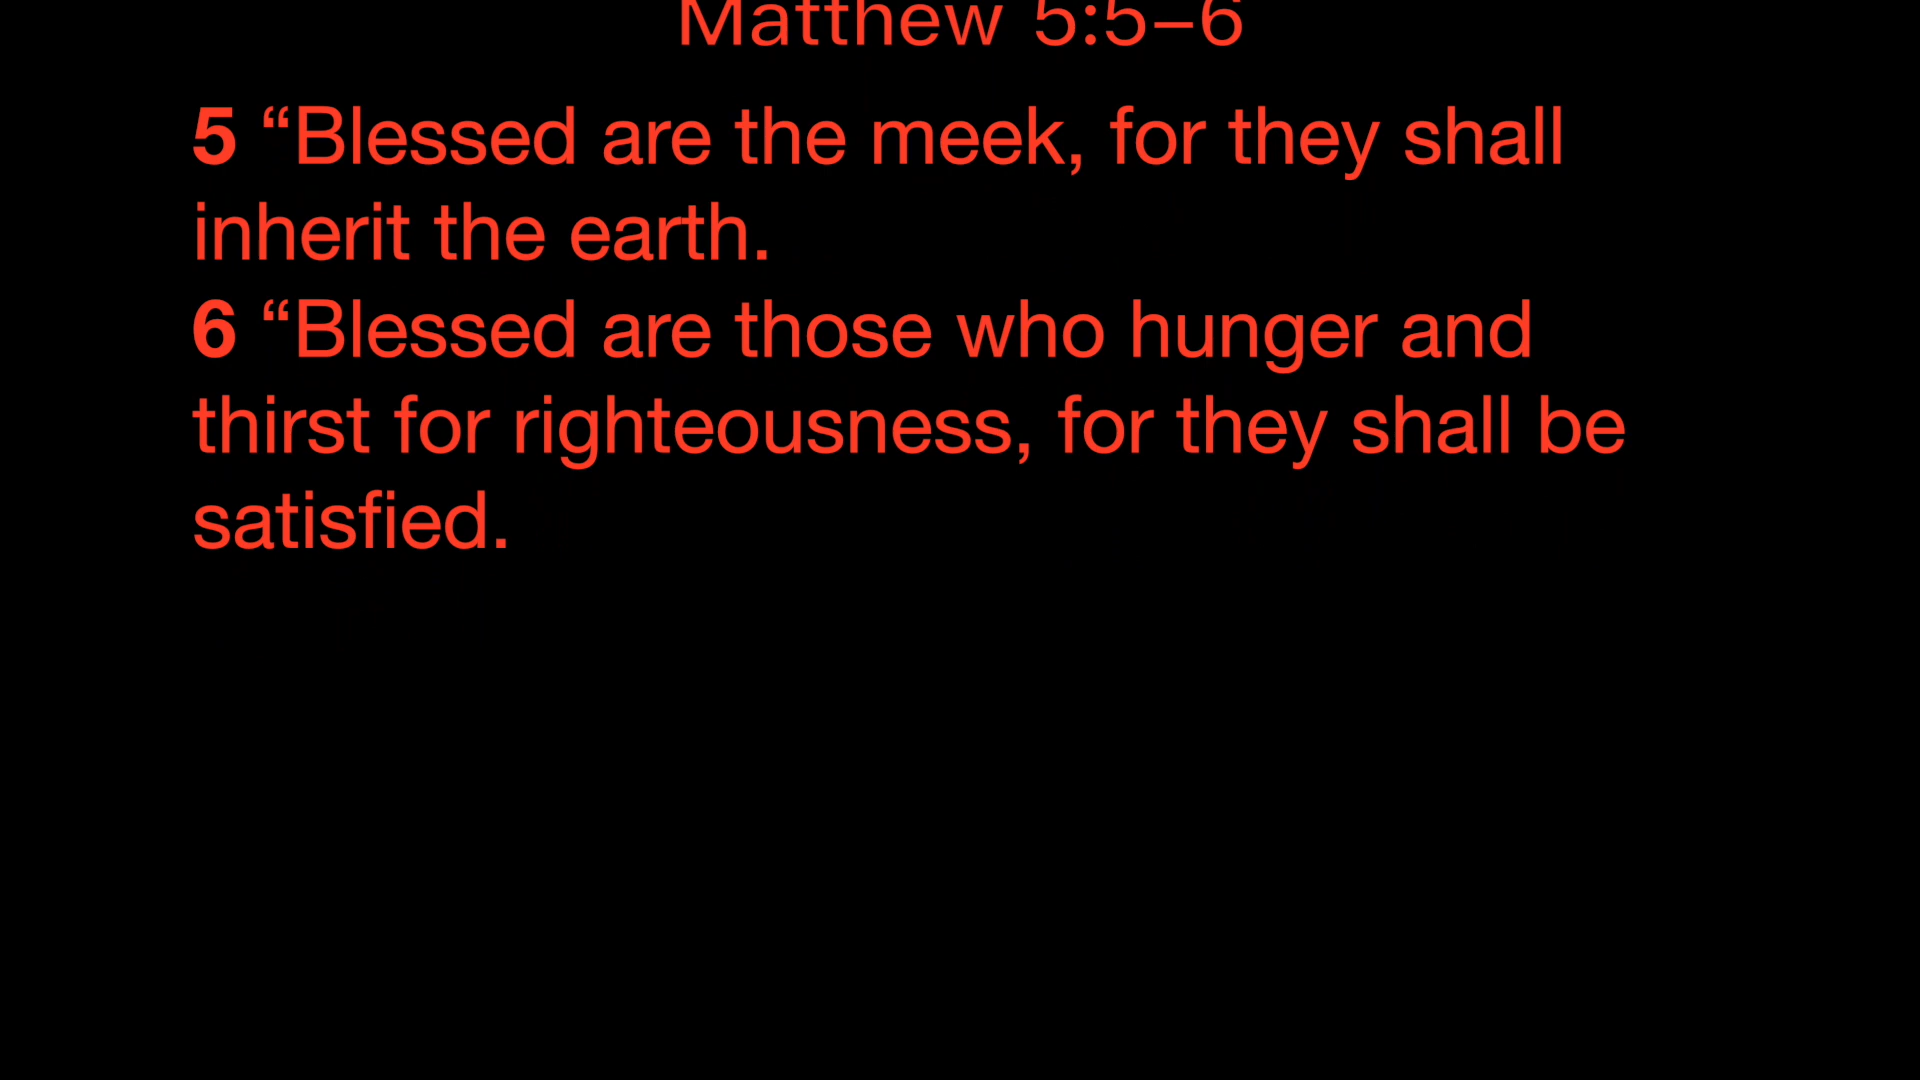 Matthew 5:5–6
5 “Blessed are the meek, for they shall
inherit the earth.
6 “Blessed are those who hunger and
thirst for righteousness, for they shall be
satisfied.